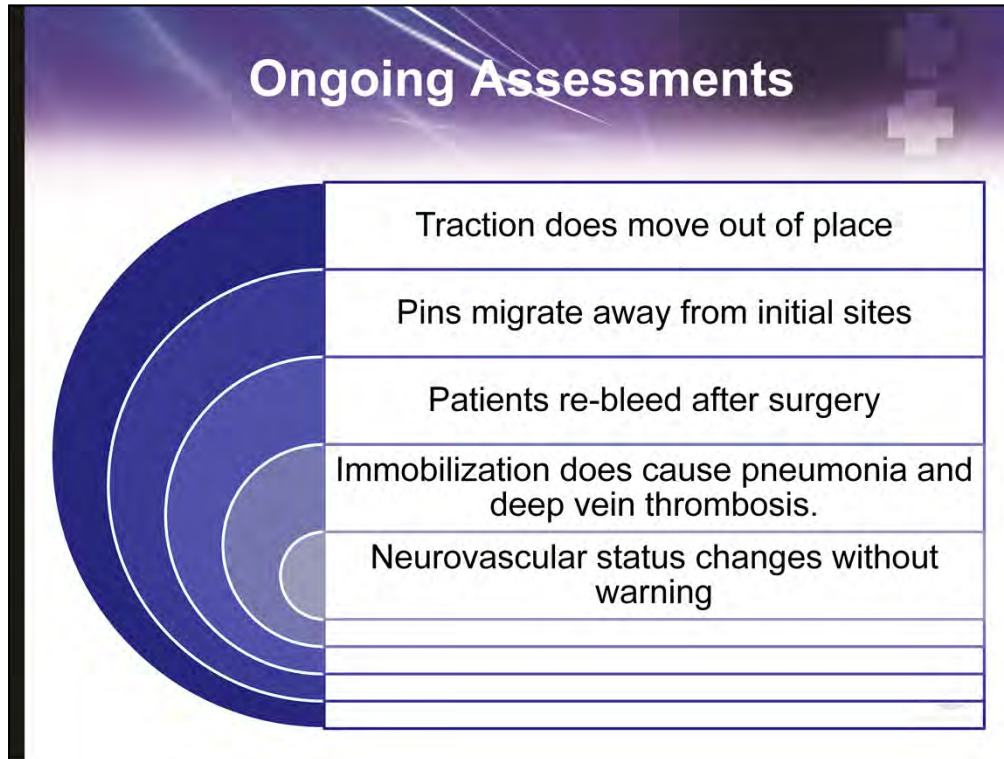 Ongoing Assessments
Traction does move out of place
Pins migrate away from initial sites
Patients re-bleed after surgery
Immobilization does cause pneumonia and
deep vein thrombosis.
Neurovascular status changes without
warning